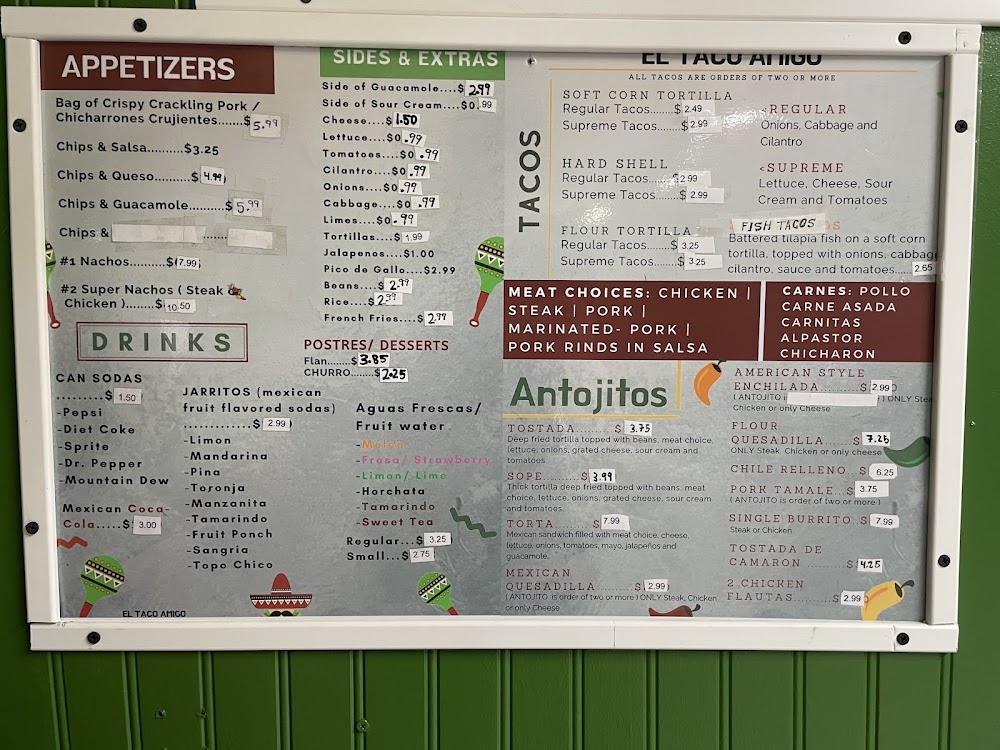 APPETIZERS
Bag of Crispy Crackling Pork /
Chicharrones Crujientes.......$5.99
Chips & Salsa..........$3.25
Chips & Queso..........$4.99
Chips & Guacamole..........$5.99
Chips &
#1 Nachos..........$7.99
#2 Super Nachos ( Steak
Chicken ).......$10.50
DRINKS
CAN SODAS
.........$1.50
-Pepsi
-Diet Coke
-Sprite
-Dr. Pepper
-Mountain Dew
Mexican Coca-
Cola.....$3.00
JARRITOS (mexican
fruit flavored sodas)
............$2.99
-Limon
-Mandarina
-Pina
-Toronja
-Manzanita
-Tamarindo
-Fruit Ponch
-Sangria
-Topo Chico
EL TACO AMIGO
SIDES & EXTRAS
Side of Guacamole....$2.99
Side of Sour Cream....$0.99
Cheese....$1.50
Lettuce....$0.99
Tomatoes....$0.99
Cilantro....$0.99
Onions....$0.99
Cabbage....$0.99
Limes....$0.99
Tortillas....$1.99
Jalapenos....$1.00
Pico de Gallo....$2.99
Beans....$2.99
Rice....$2.99
French Fries....$2.99
POSTRES/ DESSERTS
Flan.......$3.85
CHURRO.......$2.25
Aguas Frescas/
Fruit water
-Melon
-Fresa/ Strawberry
-Limon/ Lime
-Horchata
-Tamarindo
-Sweet Tea
Regular...$3.25
Small...$2.75
EL TACO AMIGO
ALL TACOS ARE ORDERS OF TWO OR MORE
TACOS
SOFT CORN TORTILLA
Regular Tacos......$2.49
Supreme Tacos......$2.99
HARD SHELL
Regular Tacos......$2.99
Supreme Tacos......$2.99
FLOUR TORTILLA
Regular Tacos......$3.25
Supreme Tacos......$3.25
<REGULAR
Onions, Cabbage and
Cilantro
<SUPREME
Lettuce, Cheese, Sour
Cream and Tomatoes
FISH TACOS
Battered tilapia fish on a soft corn
tortilla, topped with onions, cabbag
cilantro, sauce and tomatoes.....2.65
MEAT CHOICES: CHICKEN |
STEAK | PORK |
MARINATED- PORK |
PORK RINDS IN SALSA
CARNES: POLLO
CARNE ASADA
CARNITAS
ALPASTOR
CHICHARON
Antojitos
TOSTADA..........$3.75
Deep fried tortilla topped with beans, meat choice,
lettuce, onions, grated cheese, sour cream and
tomatoes
SOPE..........$3.99
Thick tortilla deep fried topped with beans, meat
choice, lettuce, onions, grated cheese, sour cream
and tomatoes.
TORTA..........$7.99
Mexican sandwich filled with meat choice, cheese,
lettuce, onions, tomatoes, mayo, jalapeños and
guacamole.
MEXICAN
QUESADILLA..........$2.99
( ANTOJITO is order of two or more ) ONLY Steak, Chicken
or only Cheese
AMERICAN STYLE
ENCHILADA..........$2.99
( ANTOJITO ) ONLY Stea
Chicken or only Cheese
FLOUR
QUESADILLA.....$7.25
ONLY Steak, Chicken or only cheese
CHILE RELLENO...$6.25
PORK TAMALE...$3.75
( ANTOJITO is order of two or more )
SINGLE BURRITO..$7.99
Steak or Chicken
TOSTADA DE
CAMARON..........$4.25
2 CHICKEN
FLAUTAS..........$2.99